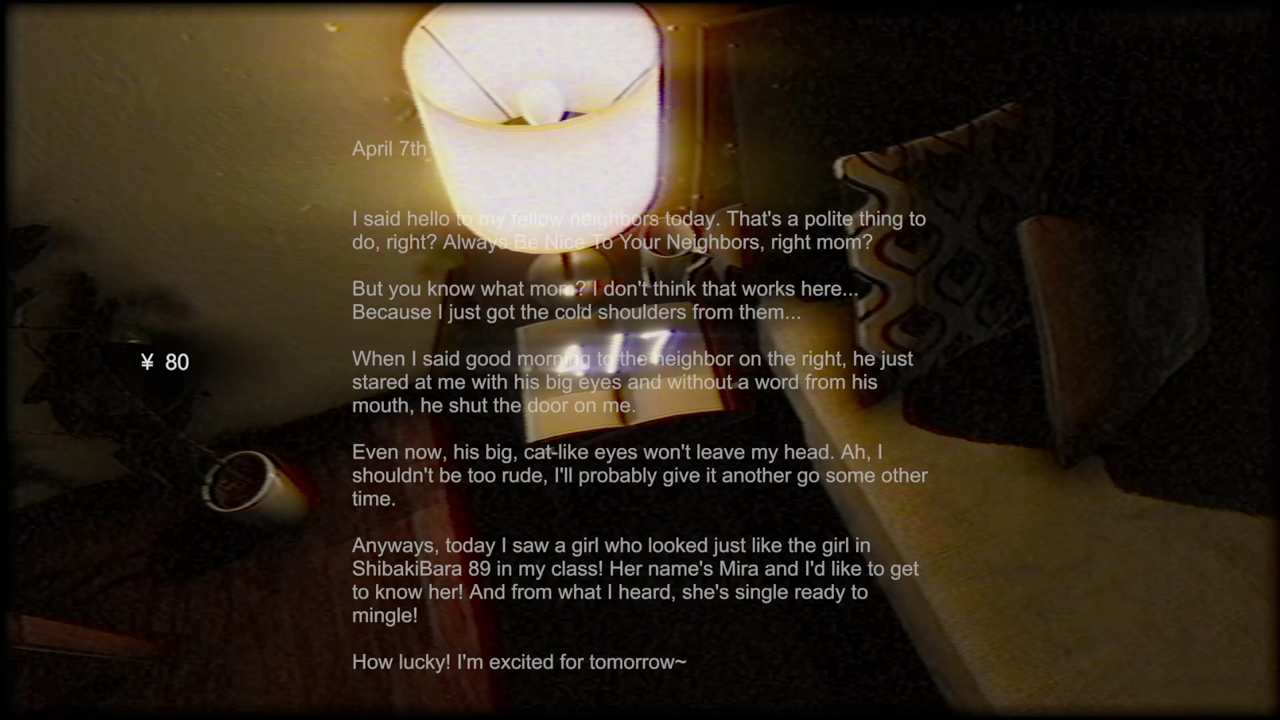 April 7th
I said hello to my fellow neighbors today. That's a polite thing to
do, right? Always Be Nice To Your Neighbors, right mom?
But you know what mom? I don't think that works here...
Because I just got the cold shoulders from them...
When I said good morning to the neighbor on the right, he just
stared at me with his big eyes and without a word from his
mouth, he shut the door on me.
¥ 80
4/7
Even now, his big, cat-like eyes won't leave my head. Ah, I
shouldn't be too rude, I'll probably give it another go some other
time.
Anyways, today I saw a girl who looked just like the girl in
ShibakiBara 89 in my class! Her name's Mira and I'd like to get
to know her! And from what I heard, she's single ready to
mingle!
How lucky! I'm excited for tomorrow~